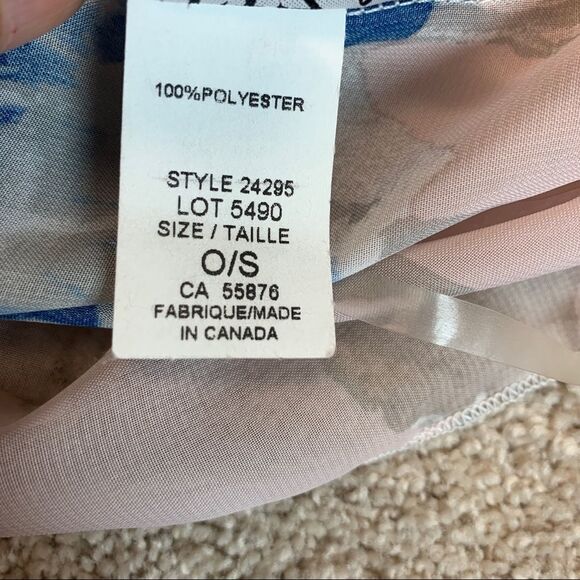 100%POLYESTER
STYLE 24295
LOT 5490
SIZE / TAILLE
O/S
CA 55876
FABRIQUE/MADE
IN CANADA